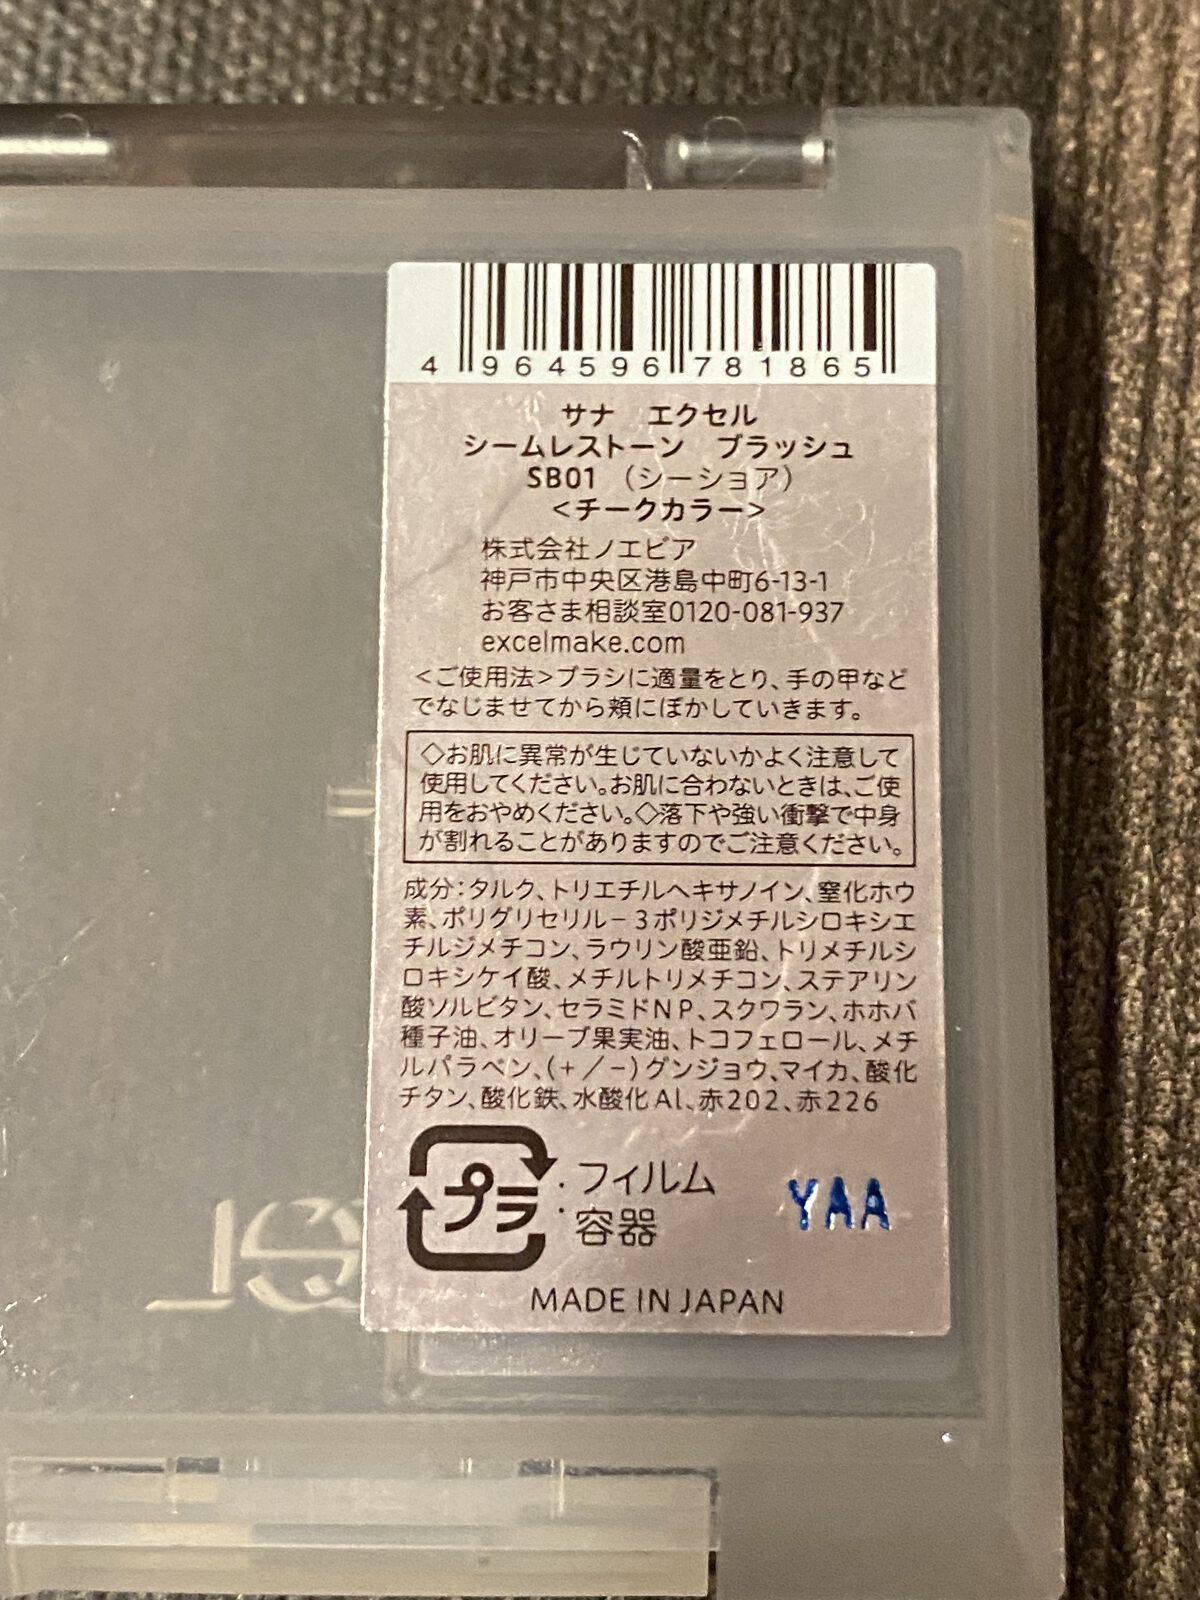 4 964596 781865
サナ エクセル
シームレストーン ブラッシュ
SB01 (シーショア)
<チークカラー>
株式会社ノエビア
神戸市中央区港島中町6-13-1
お客さま相談室0120-081-937
excelmake.com
<ご使用法>ブラシに適量をとり、手の甲など
でなじませてから頬にぼかしていきます。
◇お肌に異常が生じていないかよく注意して
使用してください。お肌に合わないときは、ご使
用をおやめください。◇落下や強い衝撃で中身
が割れることがありますのでご注意ください。
成分:タルク、トリエチルヘキサノイン、窒化ホウ
素、ポリグリセリル-3ポリジメチルシロキシエ
チルジメチコン、ラウリン酸亜鉛、トリメチルシ
ロキシケイ酸、メチルトリメチコン、ステアリン
酸ソルビタン、セラミドNP、スクワラン、ホホバ
種子油、オリーブ果実油、トコフェロール、メチ
ルパラベン、(+/-)グンジョウ、マイカ、酸化
チタン、酸化鉄、水酸化Al、赤202、赤226
プラ
:フィルム
容器
YAA
MADE IN JAPAN